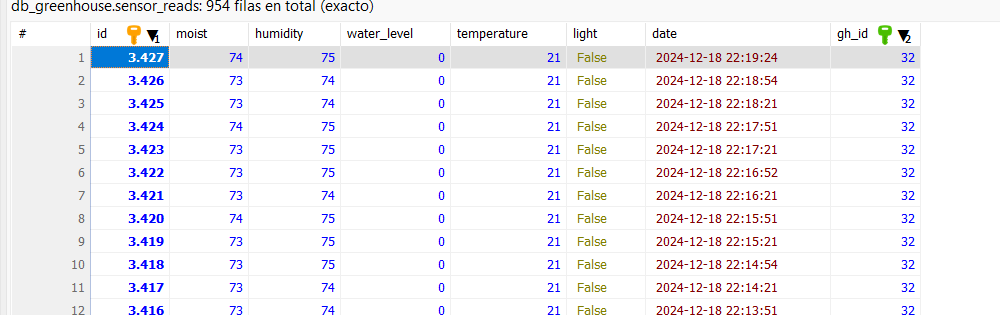 db_greenhouse.sensor_reads: 954 filas en total (exacto)
# id 1 moist humidity water_level temperature light date gh_id 2
1 3.427 74 75 0 21 False 2024-12-18 22:19:24 32
2 3.426 73 74 0 21 False 2024-12-18 22:18:54 32
3 3.425 73 74 0 21 False 2024-12-18 22:18:21 32
4 3.424 74 75 0 21 False 2024-12-18 22:17:51 32
5 3.423 73 75 0 21 False 2024-12-18 22:17:21 32
6 3.422 73 75 0 21 False 2024-12-18 22:16:52 32
7 3.421 73 74 0 21 False 2024-12-18 22:16:21 32
8 3.420 74 75 0 21 False 2024-12-18 22:15:51 32
9 3.419 73 75 0 21 False 2024-12-18 22:15:21 32
10 3.418 73 75 0 21 False 2024-12-18 22:14:54 32
11 3.417 73 74 0 21 False 2024-12-18 22:14:21 32
12 3.416 73 74 0 21 False 2024-12-18 22:13:51 32